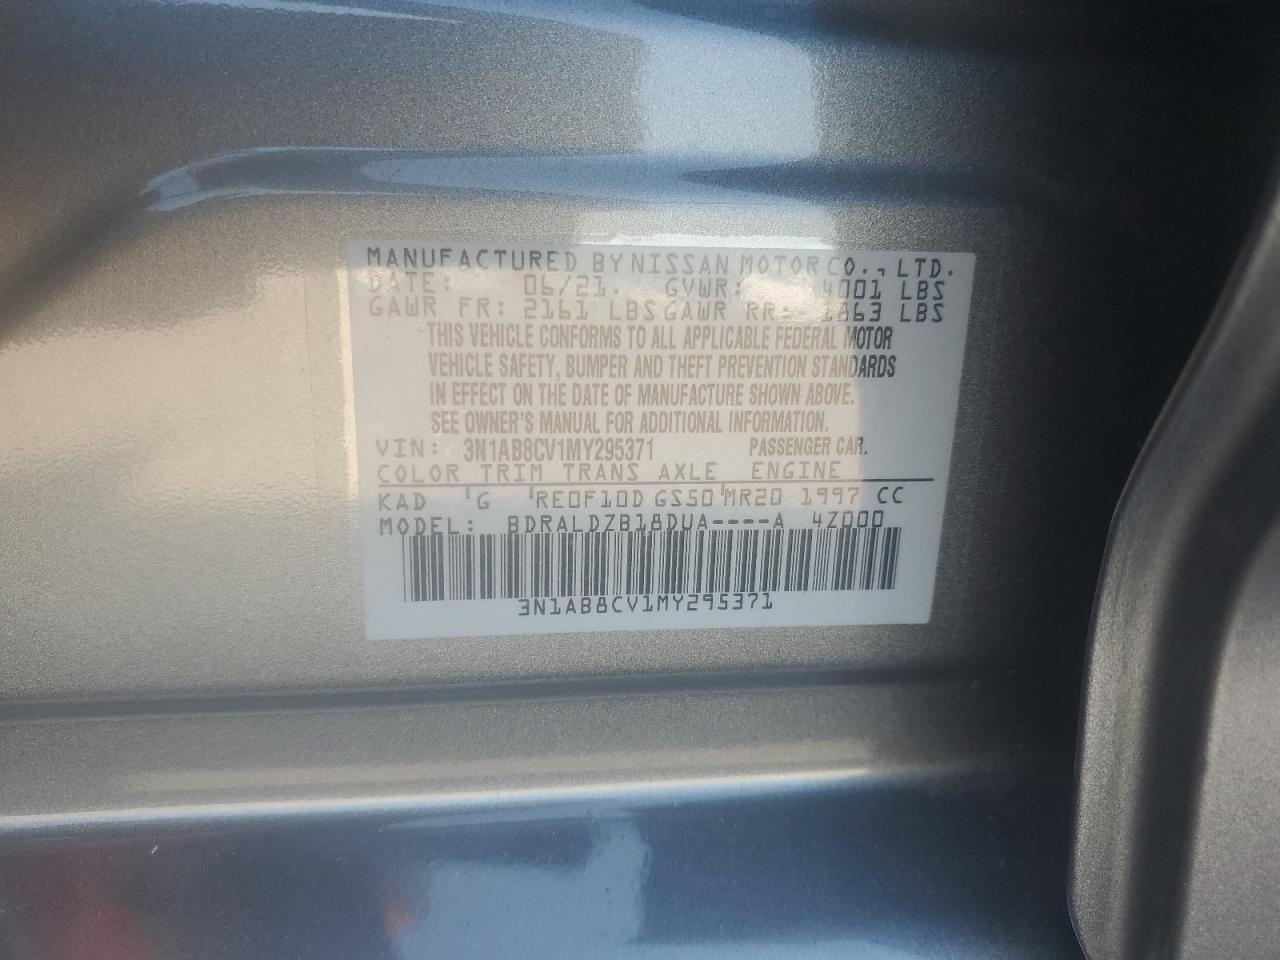 MANUFACTURED BY NISSAN MOTOR CO., LTD.
DATE: 06/21. GVWR: 4001 LBS
GAWR FR: 2161 LBS GAWR RR: 1863 LBS
THIS VEHICLE CONFORMS TO ALL APPLICABLE FEDERAL MOTOR
VEHICLE SAFETY, BUMPER AND THEFT PREVENTION STANDARDS
IN EFFECT ON THE DATE OF MANUFACTURE SHOWN ABOVE.
SEE OWNER'S MANUAL FOR ADDITIONAL INFORMATION.
VIN: 3N1AB8CV1MY295371 PASSENGER CAR.
COLOR TRIM TRANS AXLE ENGINE
KAD 'G 'RE0F10D GS50'MR20 1997 CC
MODEL: BDRALDZB18DUA----A 4Z000
3N1AB8CV1MY295371